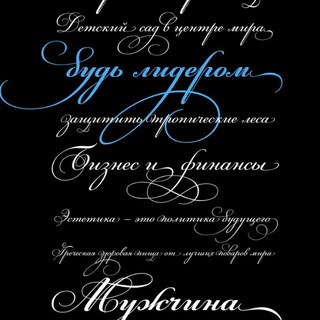 Детский сад в центре мира
будь лидером
защитить тропические леса
Бизнес и финансы
Эстетика – это политика будущего
Греческая здоровая пища от лучших поваров мира
Мужчина